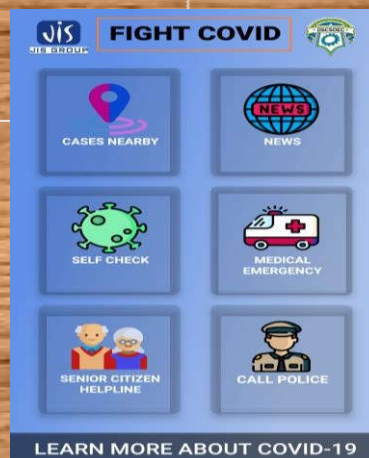 JIS
JIS GROUP
FIGHT COVID
DSCSDEC
CASES NEARBY
NEWS
NEWS
SELF CHECK
MEDICAL
EMERGENCY
SENIOR CITIZEN
HELPLINE
CALL POLICE
LEARN MORE ABOUT COVID-19